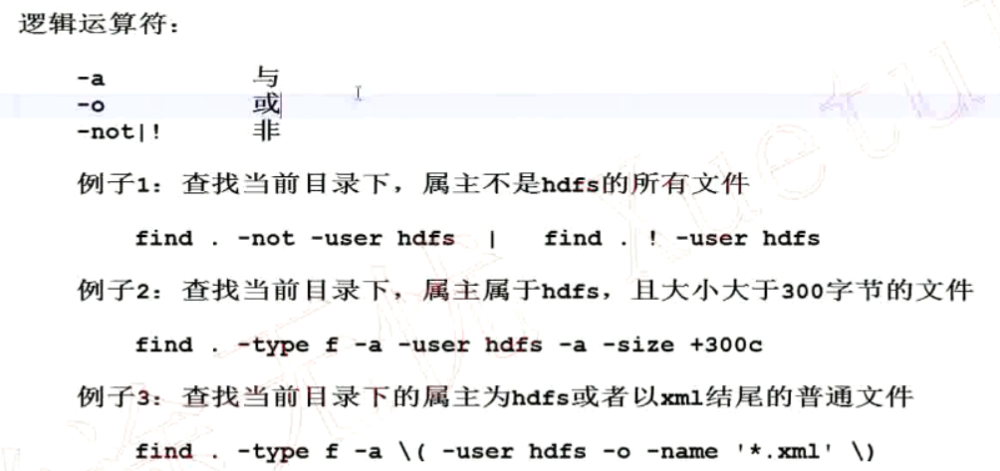 逻辑运算符：
-a 与
-o 或
-not|! 非
例子1：查找当前目录下，属主不是hdfs的所有文件
find . -not -user hdfs | find . ! -user hdfs
例子2：查找当前目录下，属主属于hdfs，且大小大于300字节的文件
find . -type f -a -user hdfs -a -size +300c
例子3：查找当前目录下的属主为hdfs或者以xml结尾的普通文件
find . -type f -a \( -user hdfs -o -name '*.xml' \)